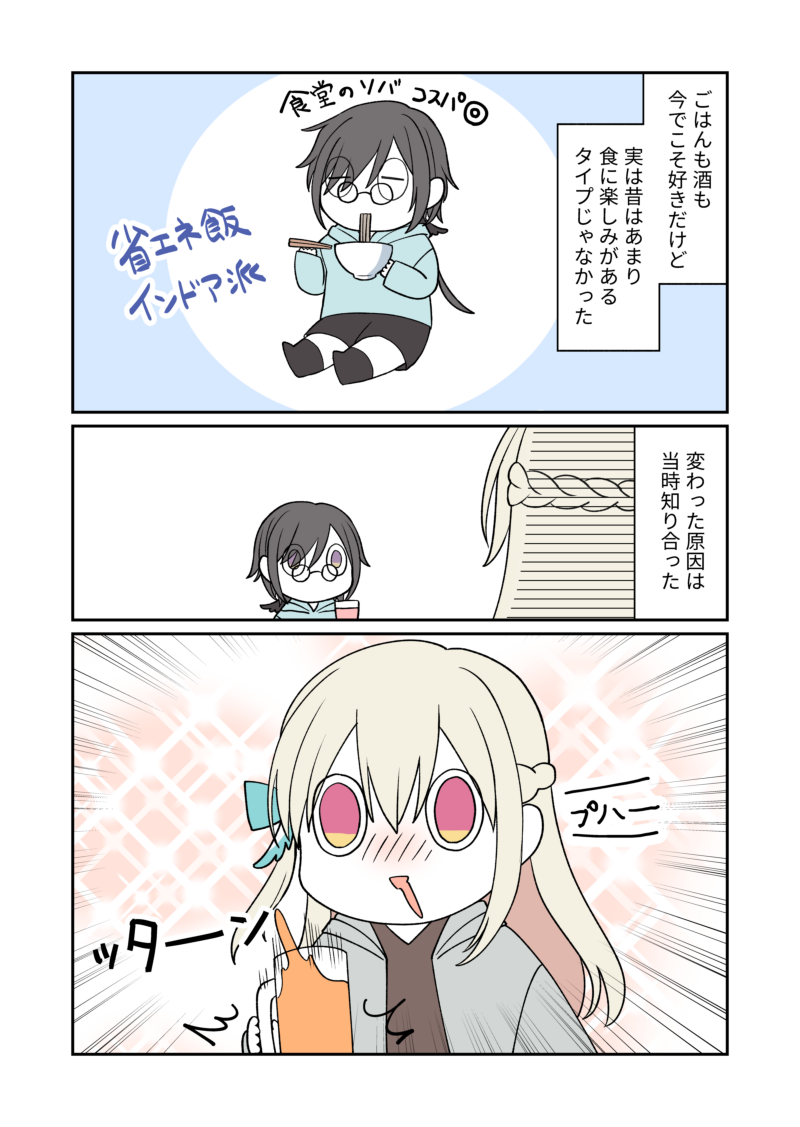 ごはんも酒も
今でこそ好きだけど
実は昔はあまり
食に楽しみがある
タイプじゃなかった
食堂のソバ
コスパ◎
省エネ飯
インドア派
変わった原因は
当時知り合った
プハー
ッターン